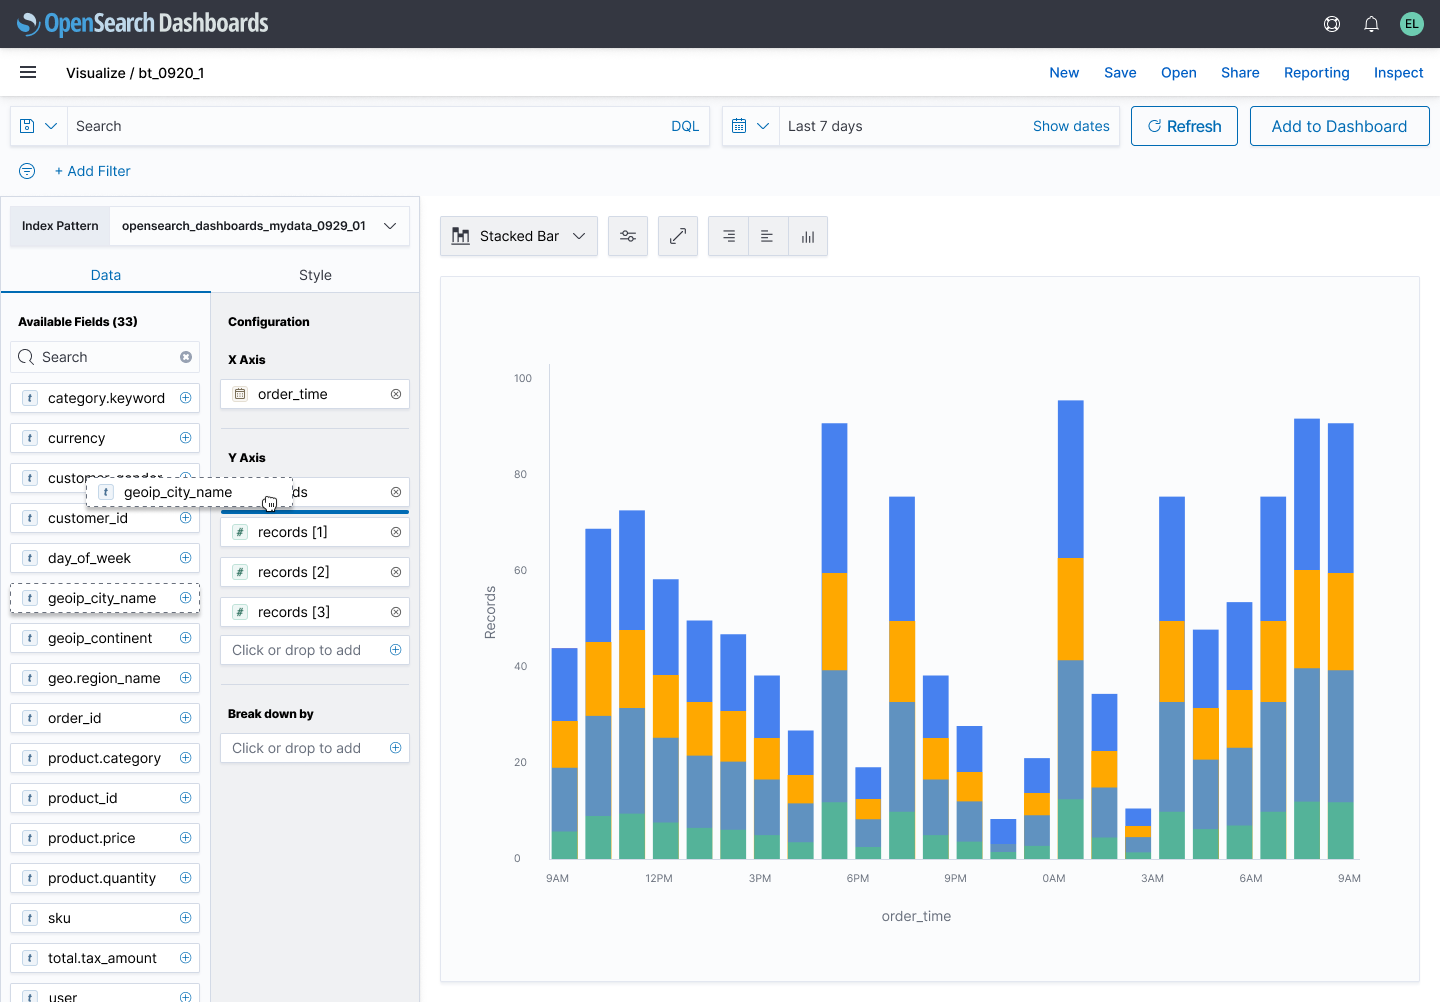 OpenSearch Dashboards
EL
Visualize / bt_0920_1
New
Save
Open
Share
Reporting
Inspect
Search
DQL
Last 7 days
Show dates
Refresh
Add to Dashboard
+ Add Filter
Index Pattern
opensearch_dashboards_mydata_0929_01
Data
Style
Available Fields (33)
Search
t category.keyword
t currency
t customer_gender
t customer_id
t day_of_week
t geoip_city_name
t geoip_continent
t geo.region_name
t order_id
t product.category
t product_id
t product.price
t product.quantity
t sku
t total.tax_amount
t user
t geoip_city_name
Configuration
X Axis
order_time
Y Axis
ds
# records [1]
# records [2]
# records [3]
Click or drop to add
Break down by
Click or drop to add
Stacked Bar
100
80
60
40
20
0
Records
9AM
12PM
3PM
6PM
9PM
0AM
3AM
6AM
9AM
order_time